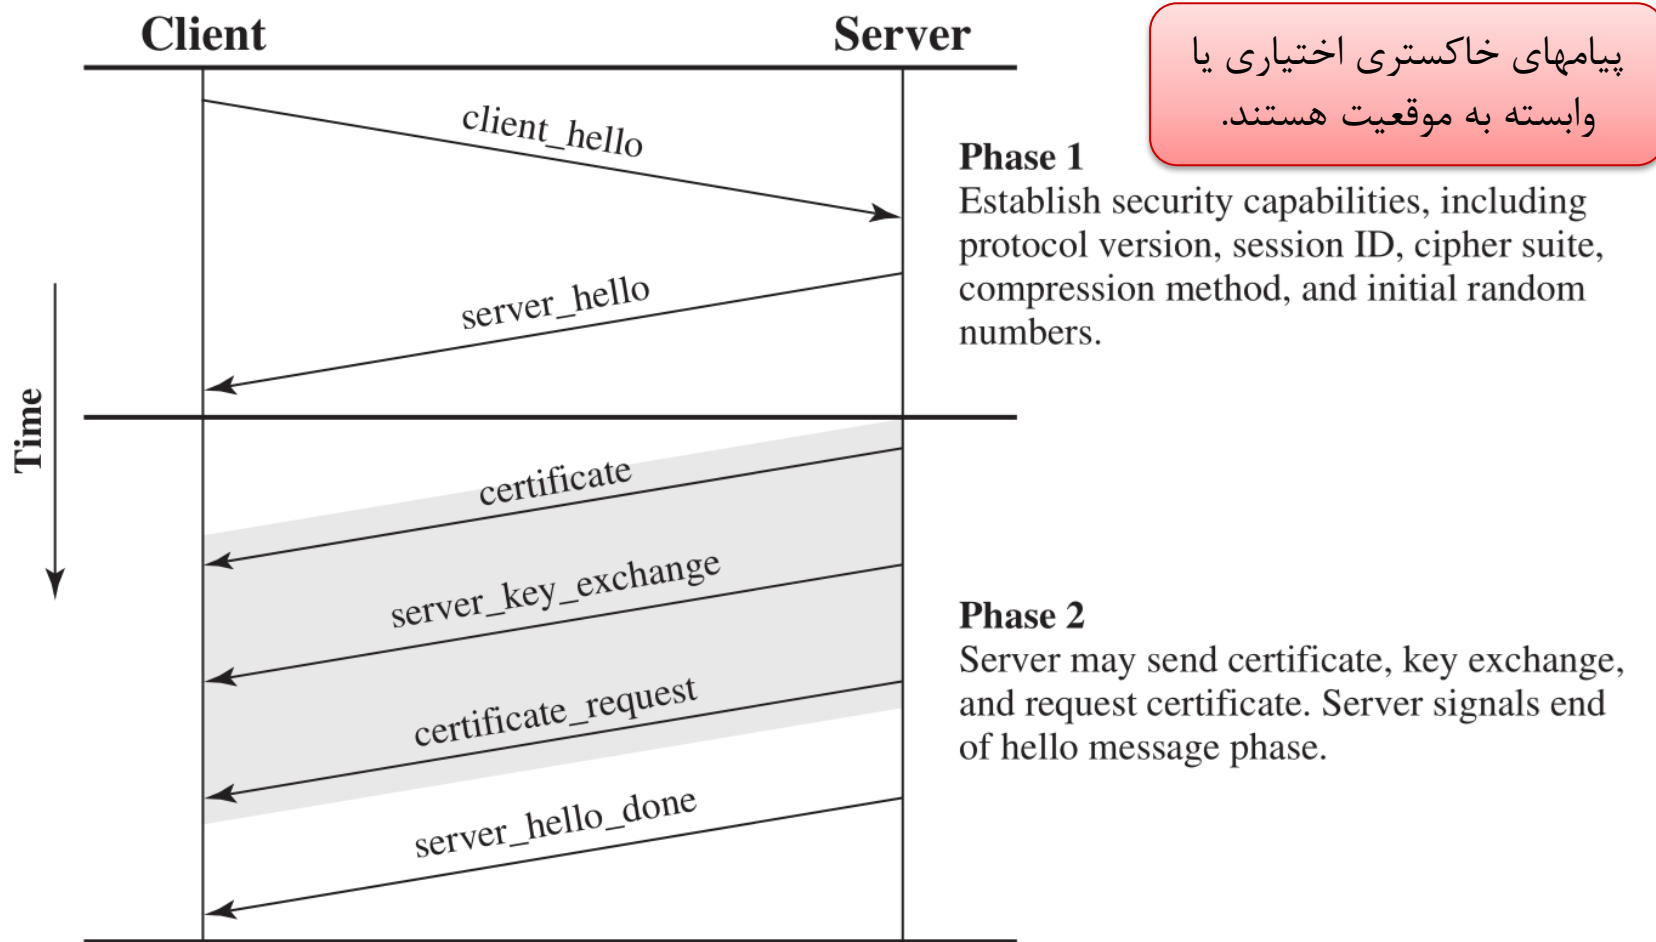 Client
Server
پیامهای خاکستری اختیاری یا
وابسته به موقعیت هستند.
client_hello
Phase 1
Establish security capabilities, including
protocol version, session ID, cipher suite,
compression method, and initial random
numbers.
server_hello
Time
certificate
server_key_exchange
Phase 2
Server may send certificate, key exchange,
and request certificate. Server signals end
of hello message phase.
certificate_request
server_hello_done